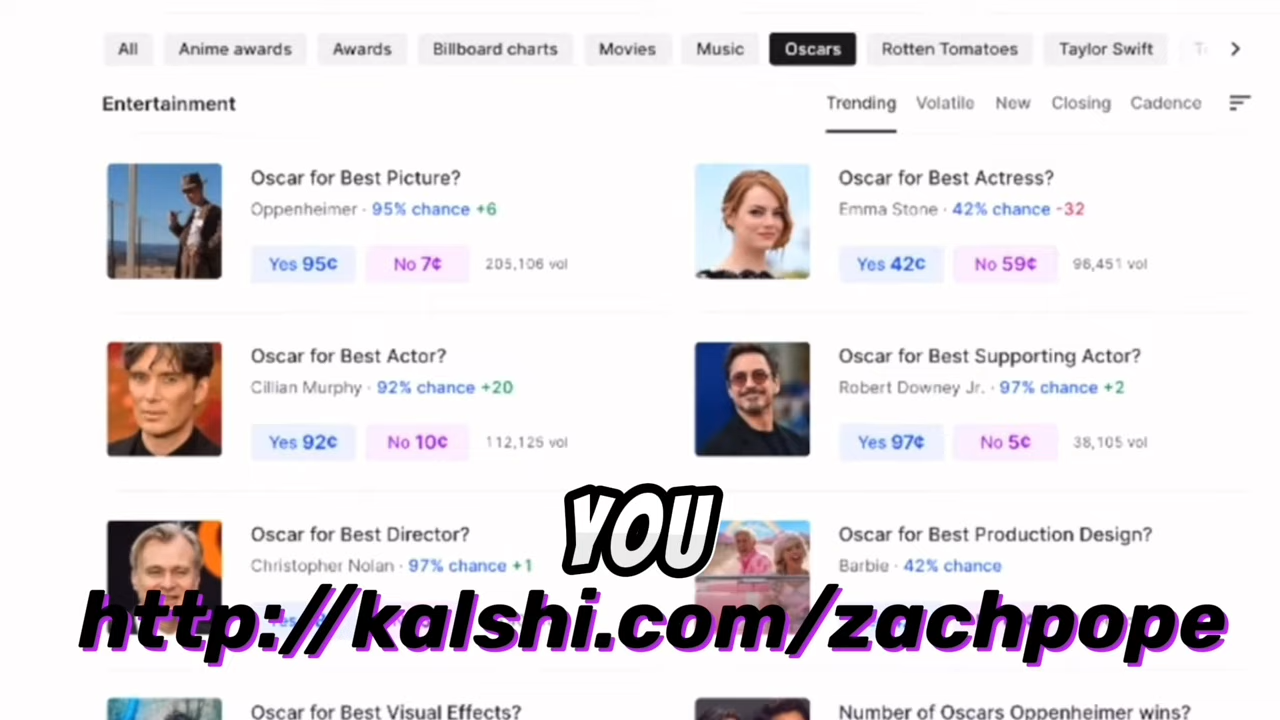 All Anime awards Awards Billboard charts Movies Music Oscars Rotten Tomatoes Taylor Swift
Entertainment
Trending Volatile New Closing Cadence
Oscar for Best Picture?
Oppenheimer · 95% chance +6
Yes 95¢ No 7¢ 205,106 vol
Oscar for Best Actress?
Emma Stone · 42% chance -32
Yes 42¢ No 59¢ 96,451 vol
Oscar for Best Actor?
Cillian Murphy · 92% chance +20
Yes 92¢ No 10¢ 112,125 vol
Oscar for Best Supporting Actor?
Robert Downey Jr. · 97% chance +2
Yes 97¢ No 5¢ 38,105 vol
YOU
Oscar for Best Director?
Christopher Nolan · 97% chance +1
Oscar for Best Production Design?
Barbie · 42% chance
http://kalshi.com/zachpope
Oscar for Best Visual Effects?
Number of Oscars Oppenheimer wins?